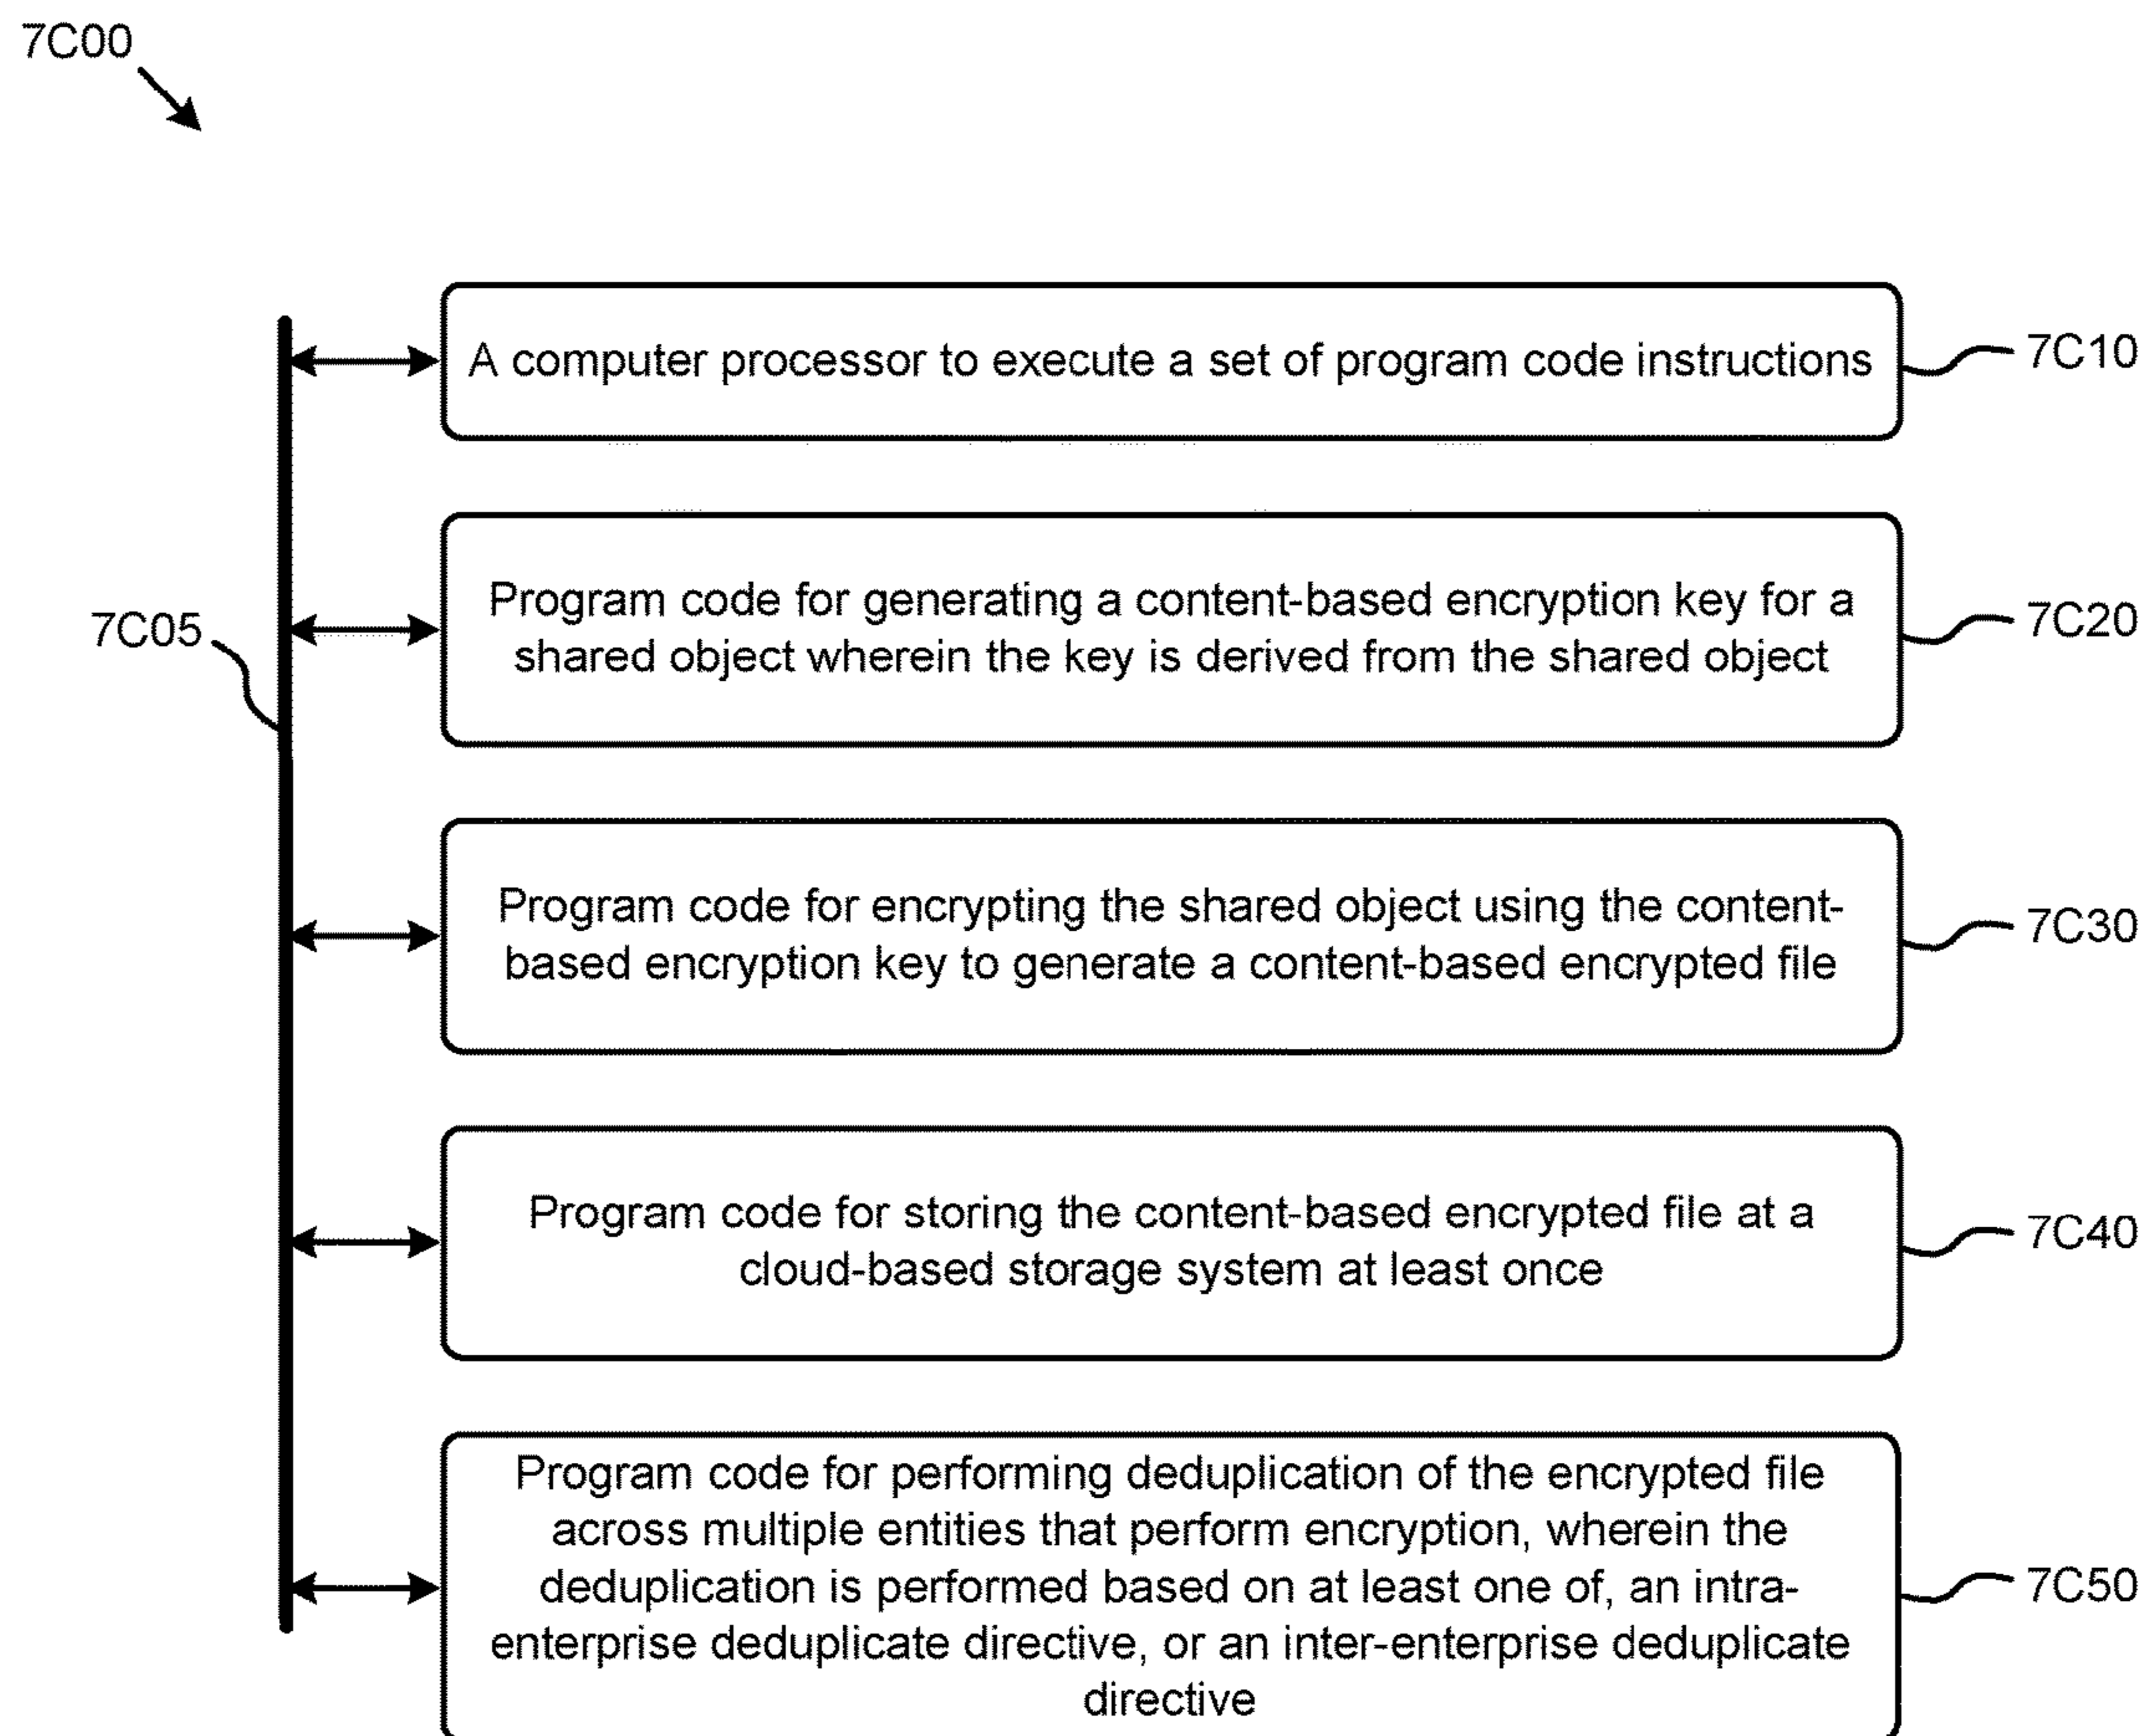 7C00
A computer processor to execute a set of program code instructions
7C10
Program code for generating a content-based encryption key for a
shared object wherein the key is derived from the shared object
7C20
7C05
Program code for encrypting the shared object using the content-
based encryption key to generate a content-based encrypted file
7C30
Program code for storing the content-based encrypted file at a
cloud-based storage system at least once
7C40
Program code for performing deduplication of the encrypted file
across multiple entities that perform encryption, wherein the
deduplication is performed based on at least one of, an intra-
enterprise deduplicate directive, or an inter-enterprise deduplicate
directive
7C50